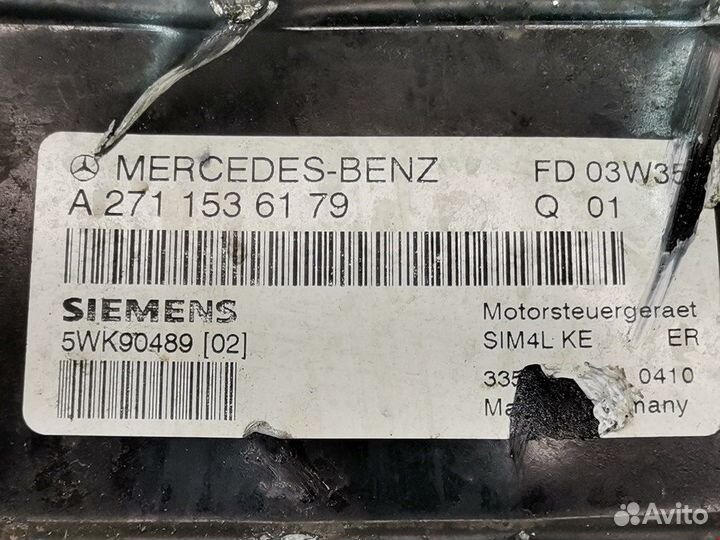 MERCEDES-BENZ FD 03W35
A 271 153 61 79 Q 01
SIEMENS Motorsteuergeraet
5WK90489 [02] SIM4L KE ER
0410
Avito